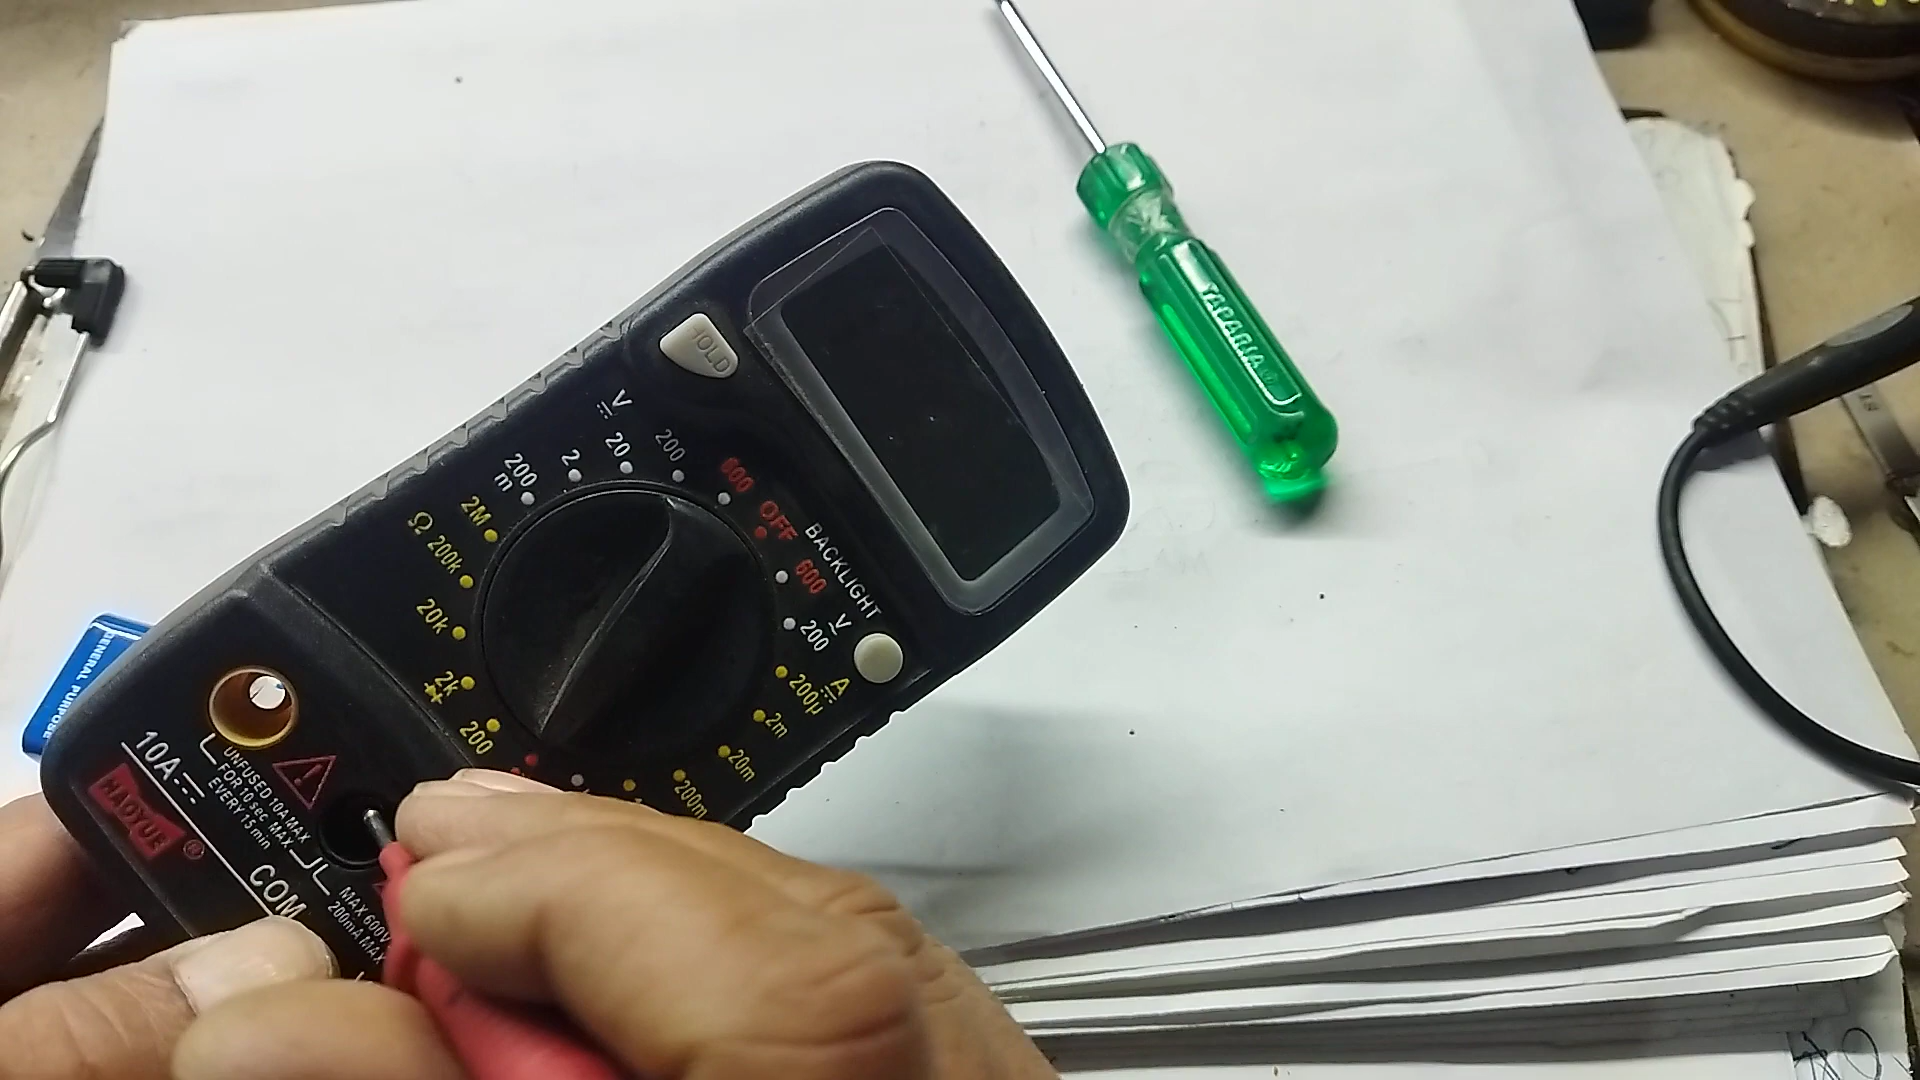 HOLD
V
200
m
2
20
200
600
OFF
600
V
200
BACKLIGHT
Ω
2M
200k
20k
2k
200
A
200µ
2m
20m
200m
10A
UNFUSED 10A MAX
FOR 10 sec MAX
EVERY 15 min
HAOYUE ®
COM
MAX 600V
200mA MAX
GENERAL PURPOSE
TAPARIA ®